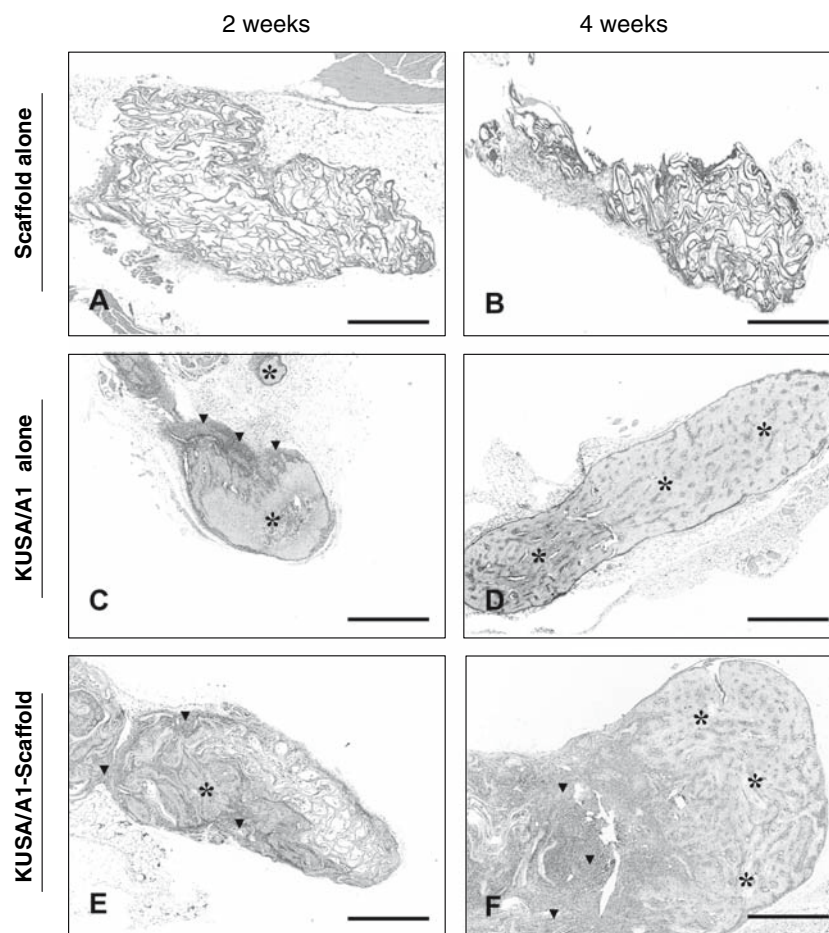 2 weeks 4 weeks
Scaffold alone
A B
KUSA/A1 alone
* * * *
C * * D
KUSA/A1-Scaffold
* * * *
E F